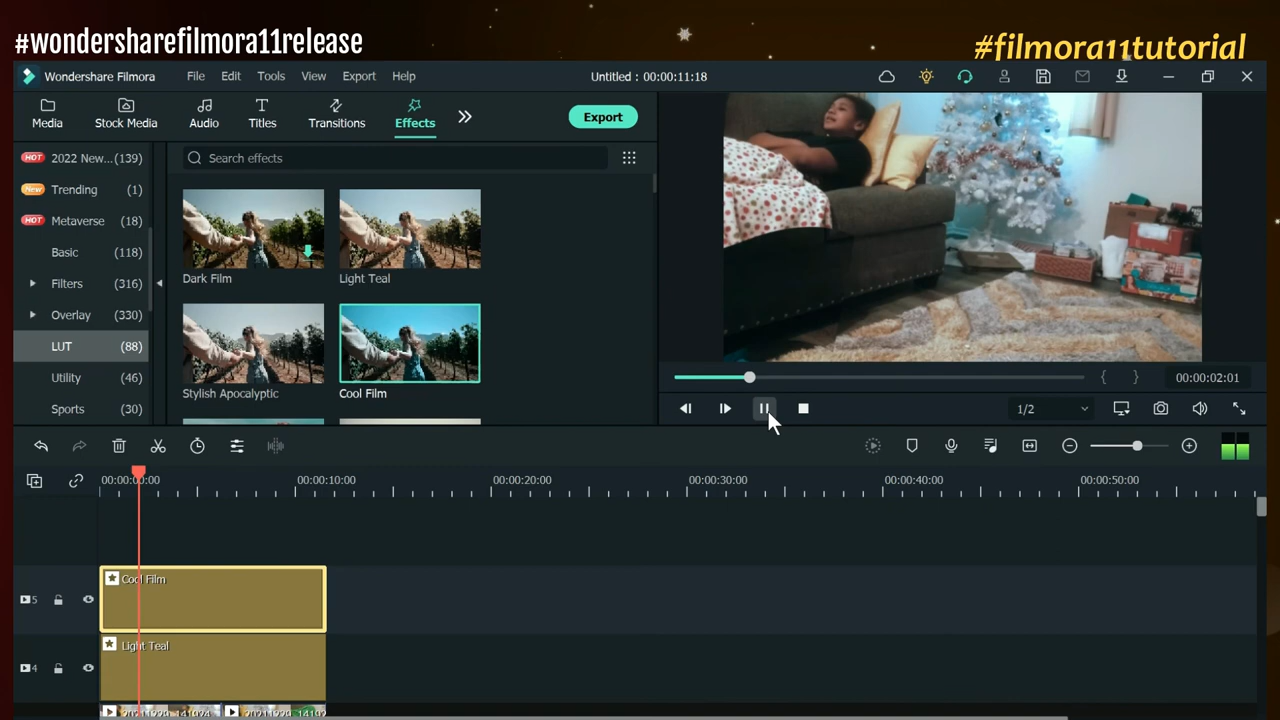 #wondersharefilmora11release
#filmora11tutorial
Wondershare Filmora
File
Edit
Tools
View
Export
Help
Untitled : 00:00:11:18
Media
Stock Media
Audio
Titles
Transitions
Effects
Export
HOT 2022 New... (139)
New Trending (1)
HOT Metaverse (18)
Basic (118)
Filters (316)
Overlay (330)
LUT (88)
Utility (46)
Sports (30)
Search effects
Dark Film
Light Teal
Stylish Apocalyptic
Cool Film
00:00:02:01
1/2
00:00:00:00
00:00:10:00
00:00:20:00
00:00:30:00
00:00:40:00
00:00:50:00
5
Cool Film
4
Light Teal